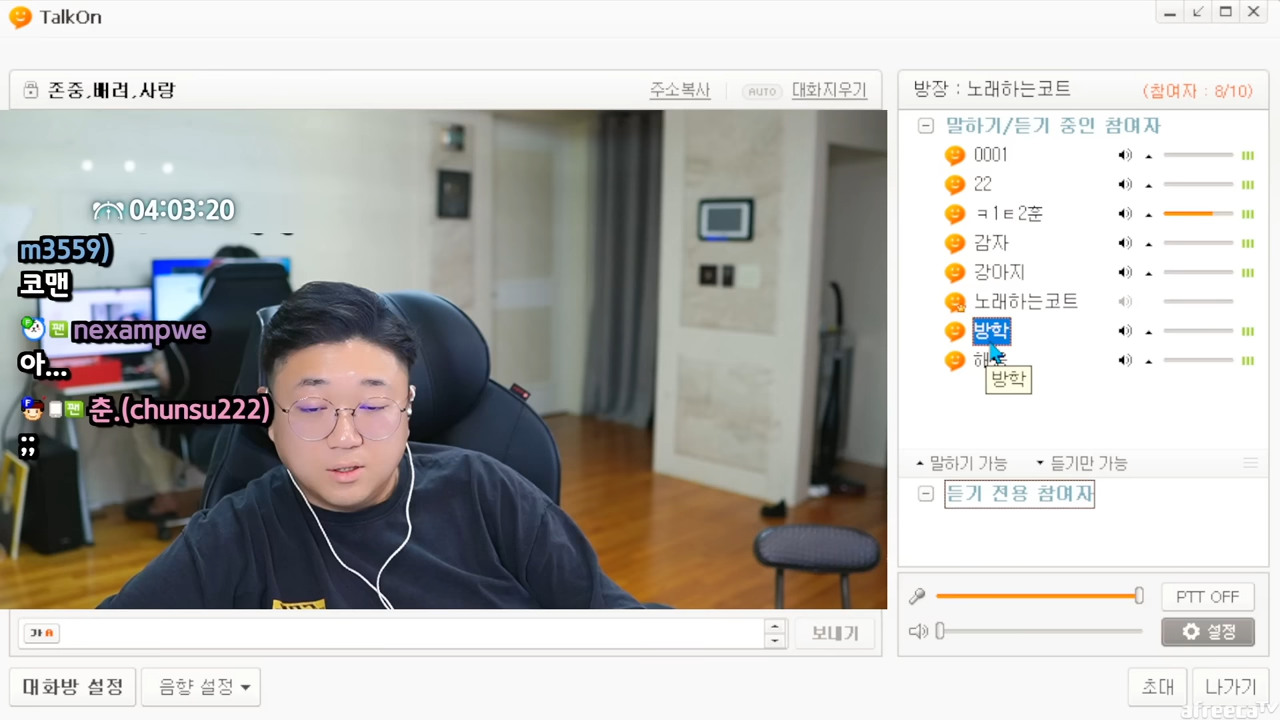 TalkOn
존중,배려,사랑
주소복사
AUTO
대화지우기
04:03:20
m3559)
코맨
nexampwe
아...
춘.(chunsu222)
;;
방장 : 노래하는코트
(참여자 : 8/10)
말하기/듣기 중인 참여자
0001
22
ㅋ1ㅌ2훈
감자
강아지
노래하는코트
방학
방학
말하기 가능
듣기만 가능
듣기 전용 참여자
PTT OFF
설정
가A
보내기
대화방 설정
음향 설정
초대
나가기
afreecaTV